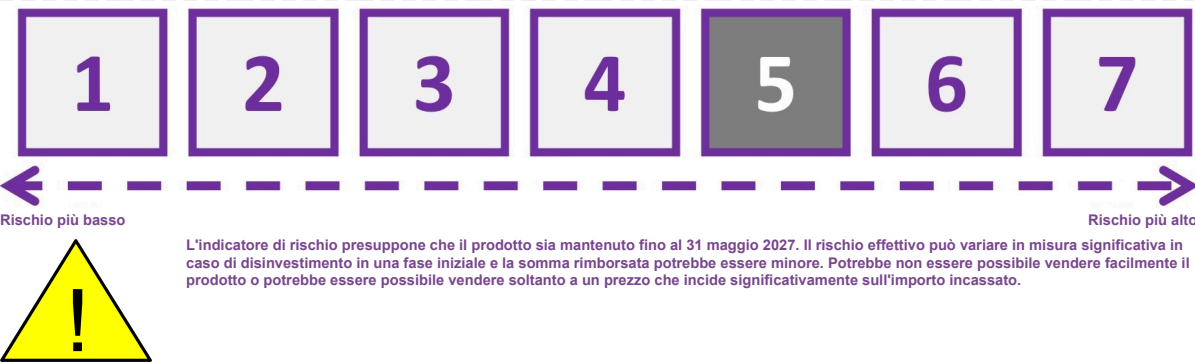 1 2 3 4 5 6 7
Rischio più basso Rischio più alto
L'indicatore di rischio presuppone che il prodotto sia mantenuto fino al 31 maggio 2027. Il rischio effettivo può variare in misura significativa in
caso di disinvestimento in una fase iniziale e la somma rimborsata potrebbe essere minore. Potrebbe non essere possibile vendere facilmente il
prodotto o potrebbe essere possibile vendere soltanto a un prezzo che incide significativamente sull'importo incassato.
!